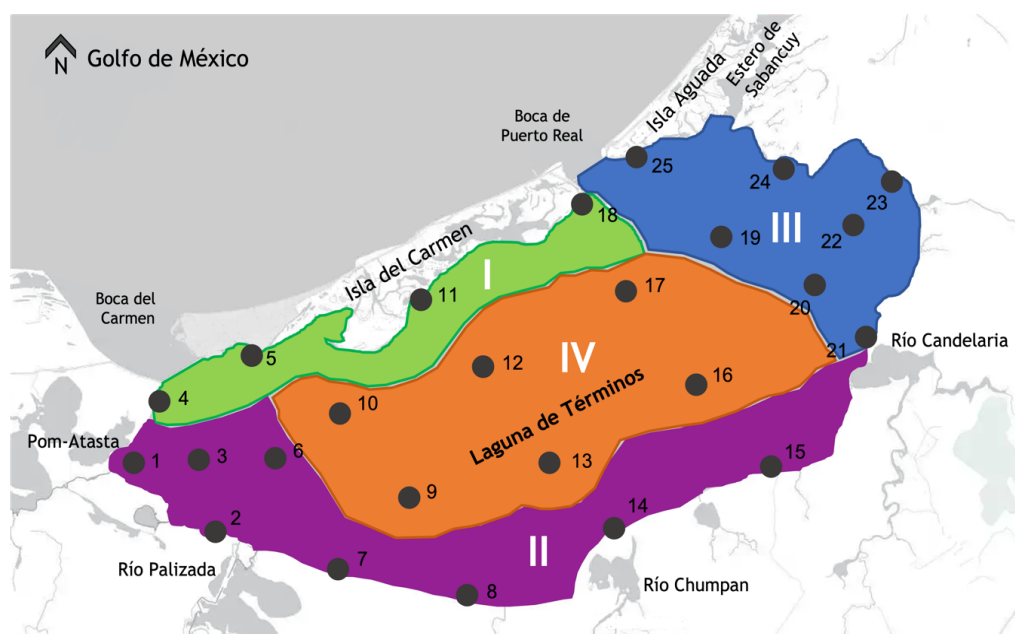 N
Golfo de México
Estero de
Sabancuy
Isla Aguada
Boca de
Puerto Real
25
24
23
18
19
III
22
Isla del Carmen
I
11
17
20
Boca del
Carmen
21
Río Candelaria
5
12
IV
4
10
16
Laguna de Términos
Pom-Atasta
1
3
6
13
15
9
2
14
II
Río Palizada
7
8
Río Chumpan